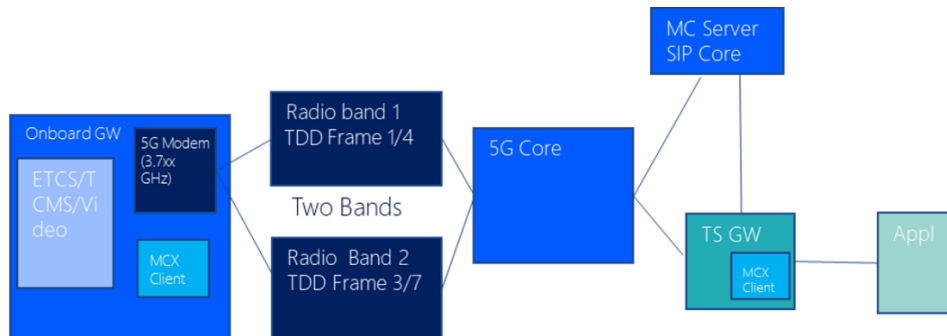 MC Server
SIP Core
Onboard GW
5G Modem
(3.7xx
GHz)
ETCS/T
CMS/Vi
deo
MCX
Client
Radio band 1
TDD Frame 1/4
Two Bands
Radio Band 2
TDD Frame 3/7
5G Core
TS GW
MCX
Client
Appl